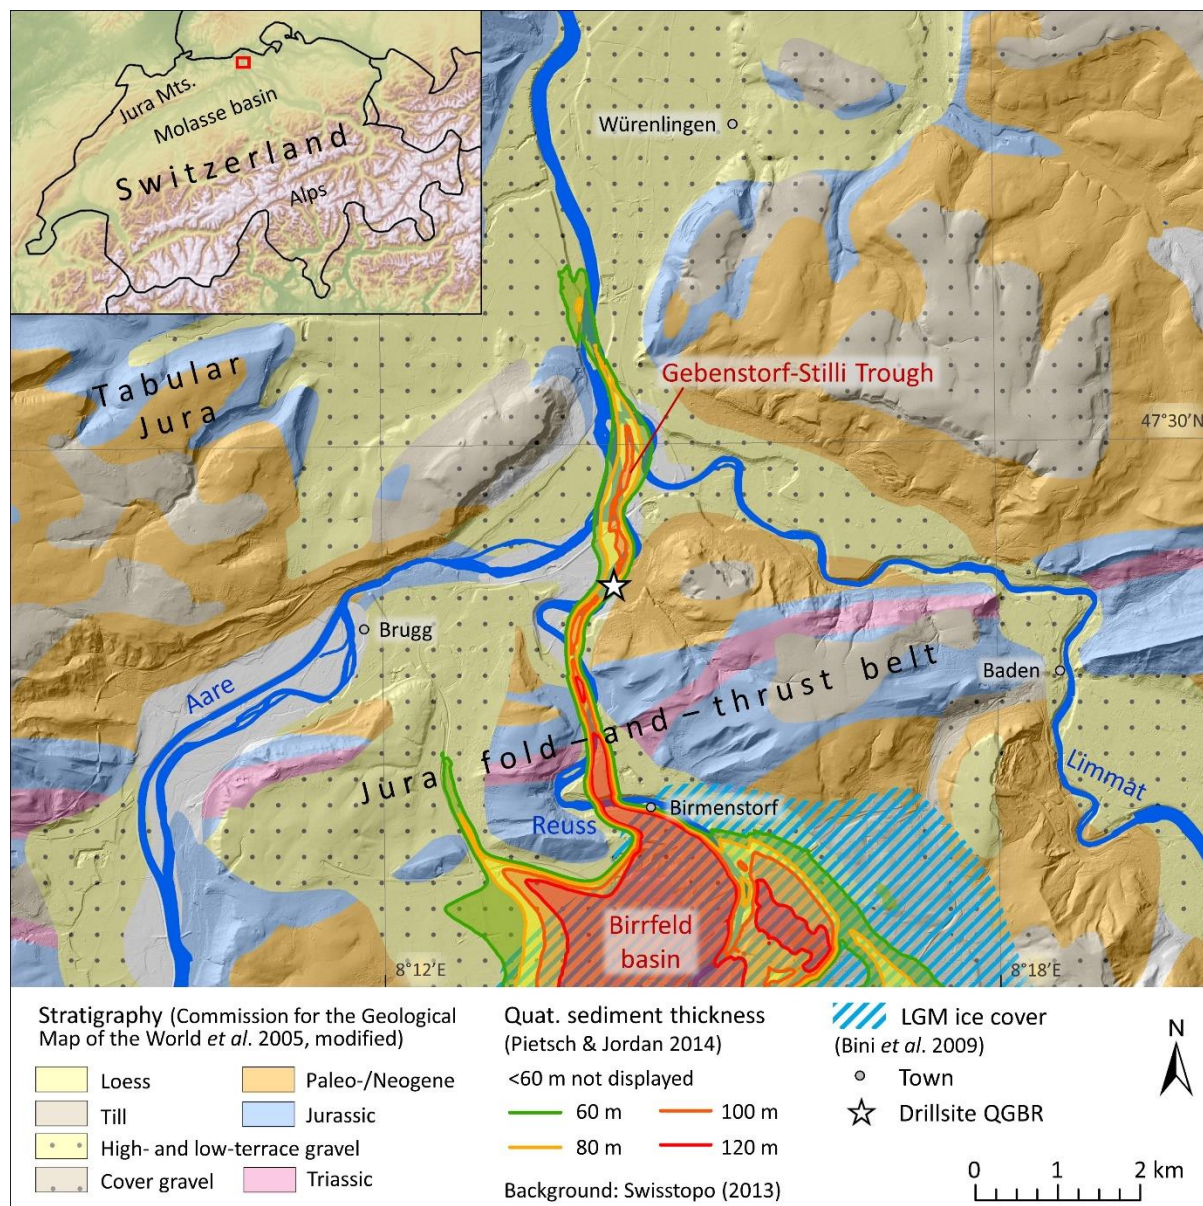 Jura Mts.
Molasse basin
Switzerland
Alps
Würenlingen
Tabular
Jura
Gebenstorf-Stilli Trough
47°30′N
Brugg
Aare
Baden
Jura fold–and–thrust belt
Limmat
Birmenstorf
Reuss
Birrfeld
basin
8°12′E
8°18′E
Stratigraphy (Commission for the Geological
Map of the World et al. 2005, modified)
Loess
Paleo-/Neogene
Till
Jurassic
High- and low-terrace gravel
Cover gravel
Triassic
Quat. sediment thickness
(Pietsch & Jordan 2014)
<60 m not displayed
60 m
100 m
80 m
120 m
Background: Swisstopo (2013)
LGM ice cover
(Bini et al. 2009)
Town
Drillsite QGBR
N
0 1 2 km